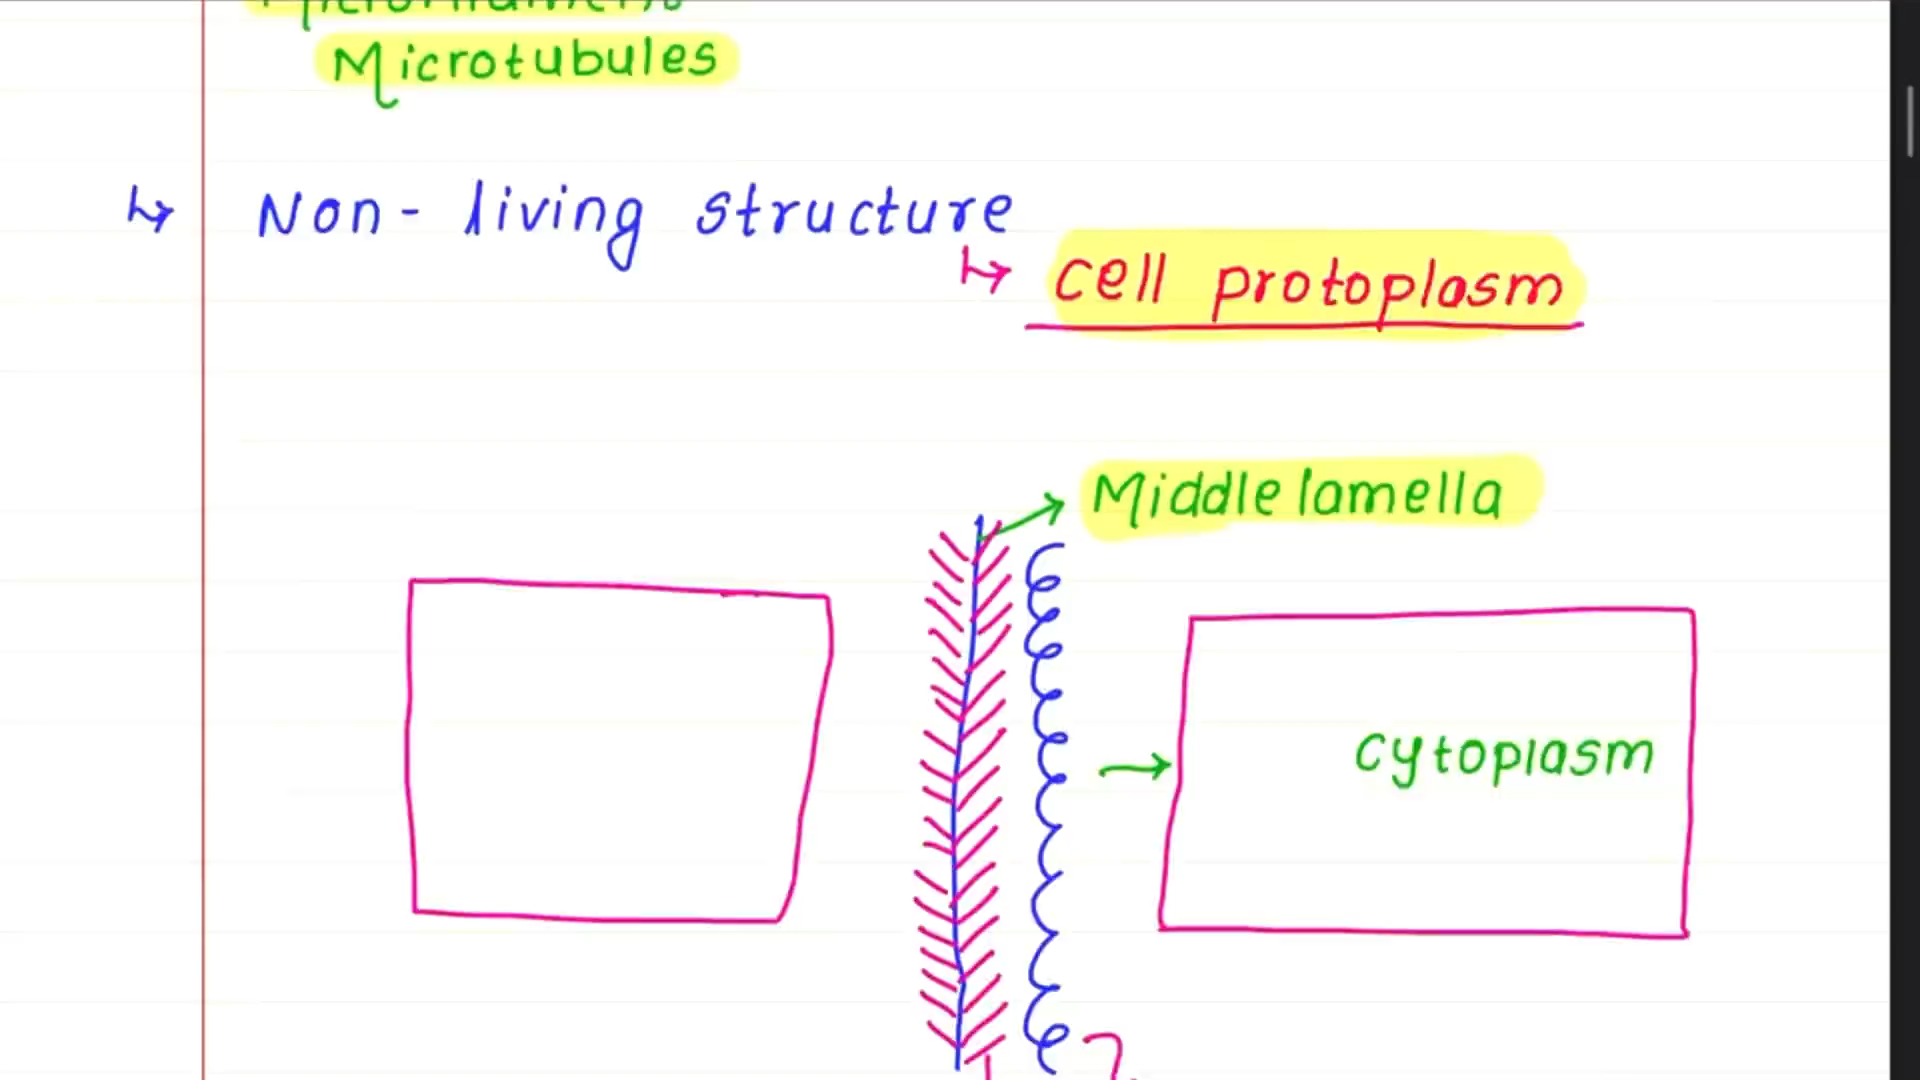 Microtubules
↳ Non-living structure
↳ Cell protoplasm
Middle lamella
Cytoplasm